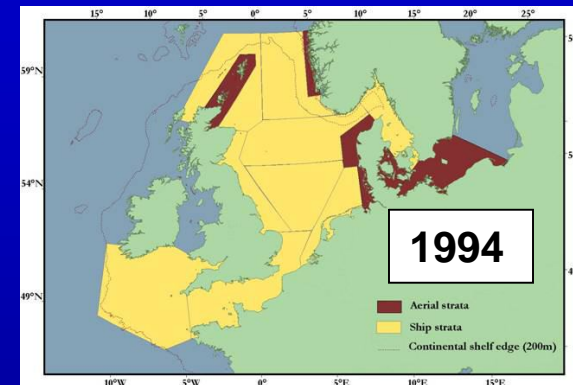 15° 10° -5° 0° 5° 10° 15° 20° 25°
59°N
54°N
49°N
1994
Aerial strata
Ship strata
Continental shelf edge (200m)
10°W 5°W 0° 5°E 10°E 15°E